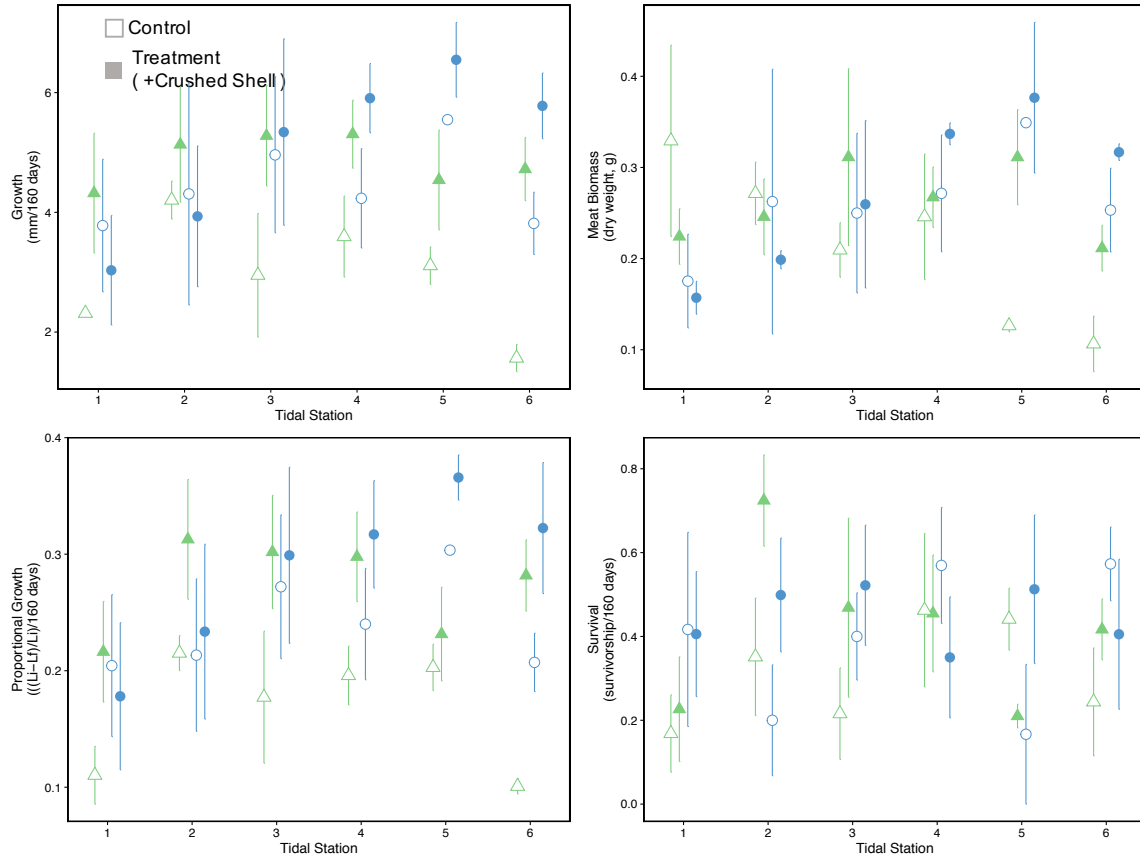 Control
Treatment
( +Crushed Shell )
Growth
(mm/160 days)
6
4
2
1 2 3 4 5 6
Tidal Station
Meat Biomass
(dry weight, g)
0.4
0.3
0.2
0.1
1 2 3 4 5 6
Tidal Station
Proportional Growth
(((Li−Lf)/Li)/160 days)
0.4
0.3
0.2
0.1
1 2 3 4 5 6
Tidal Station
Survival
(survivorship/160 days)
0.8
0.6
0.4
0.2
0.0
1 2 3 4 5 6
Tidal Station